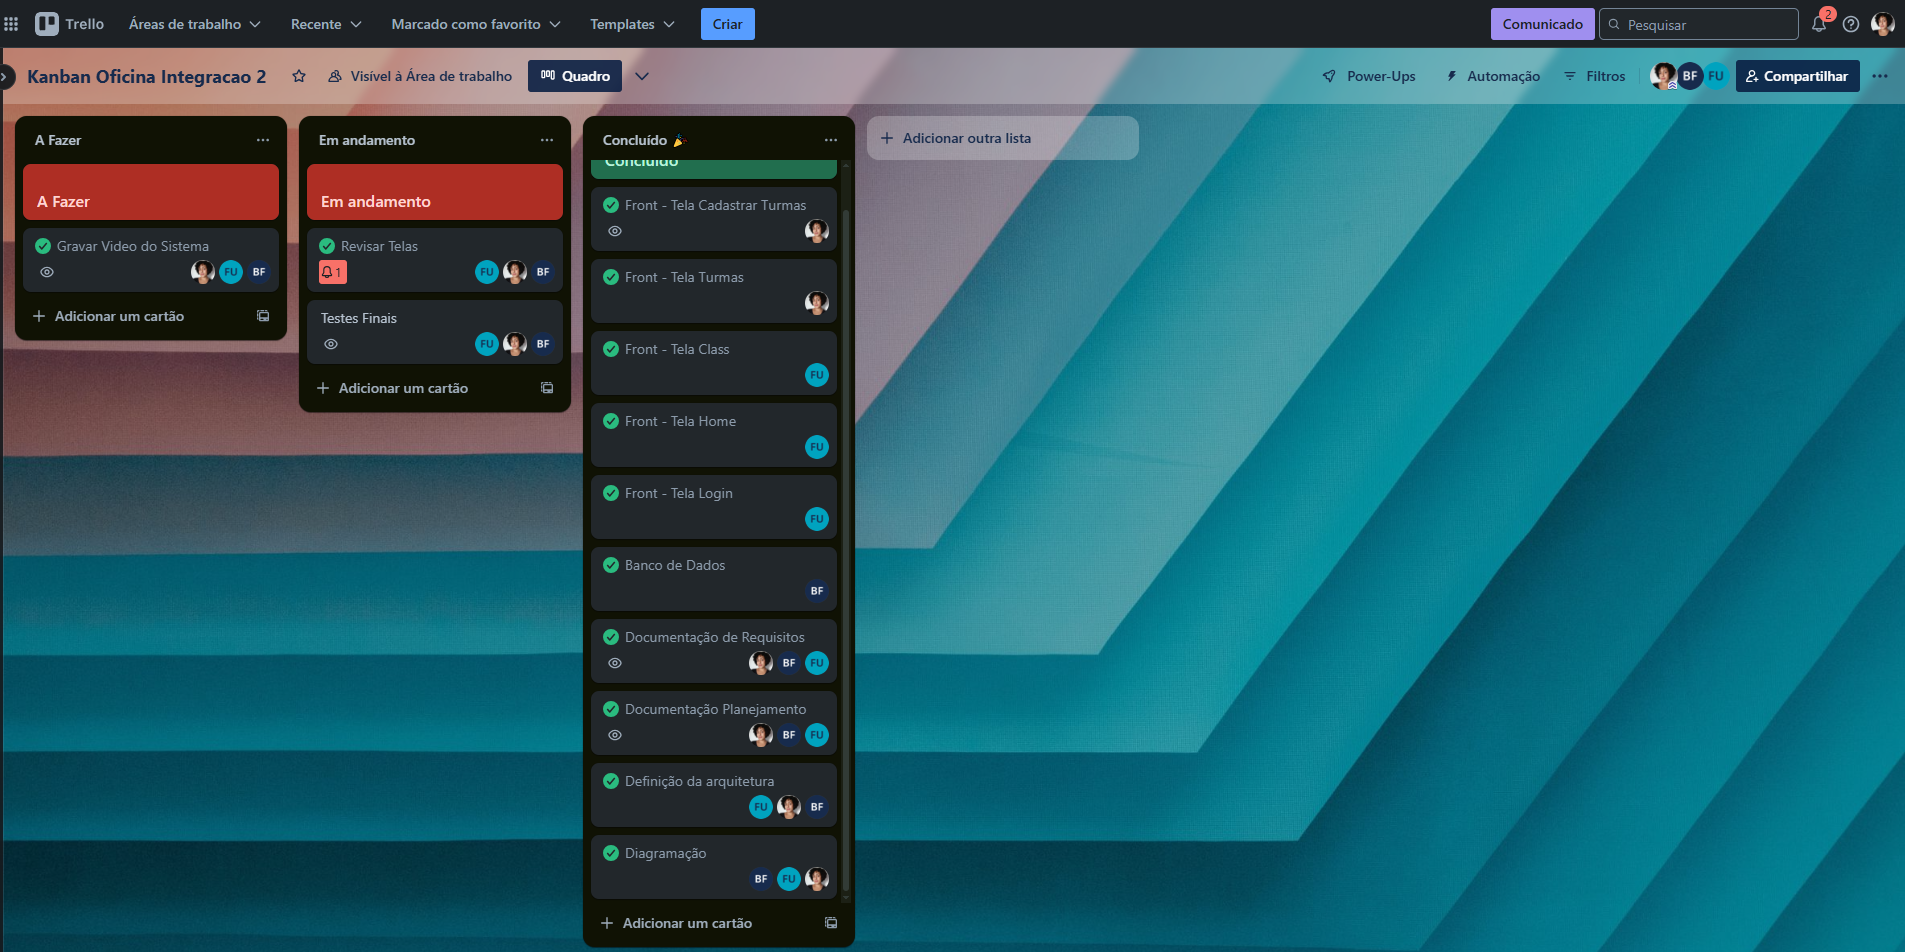 Trello
Áreas de trabalho
Recente
Marcado como favorito
Templates
Criar
Comunicado
Pesquisar
2
Kanban Oficina Integracao 2
Visível à Área de trabalho
Quadro
Power-Ups
Automação
Filtros
BF
FU
Compartilhar
A Fazer
A Fazer
Gravar Video do Sistema
FU
BF
Adicionar um cartão
Em andamento
Em andamento
Revisar Telas
1
FU
BF
Testes Finais
FU
BF
Adicionar um cartão
Concluído 🎉
Concluído
Front - Tela Cadastrar Turmas
Front - Tela Turmas
Front - Tela Class
FU
Front - Tela Home
FU
Front - Tela Login
FU
Banco de Dados
BF
Documentação de Requisitos
BF
FU
Documentação Planejamento
BF
FU
Definição da arquitetura
FU
BF
Diagramação
BF
FU
Adicionar um cartão
Adicionar outra lista